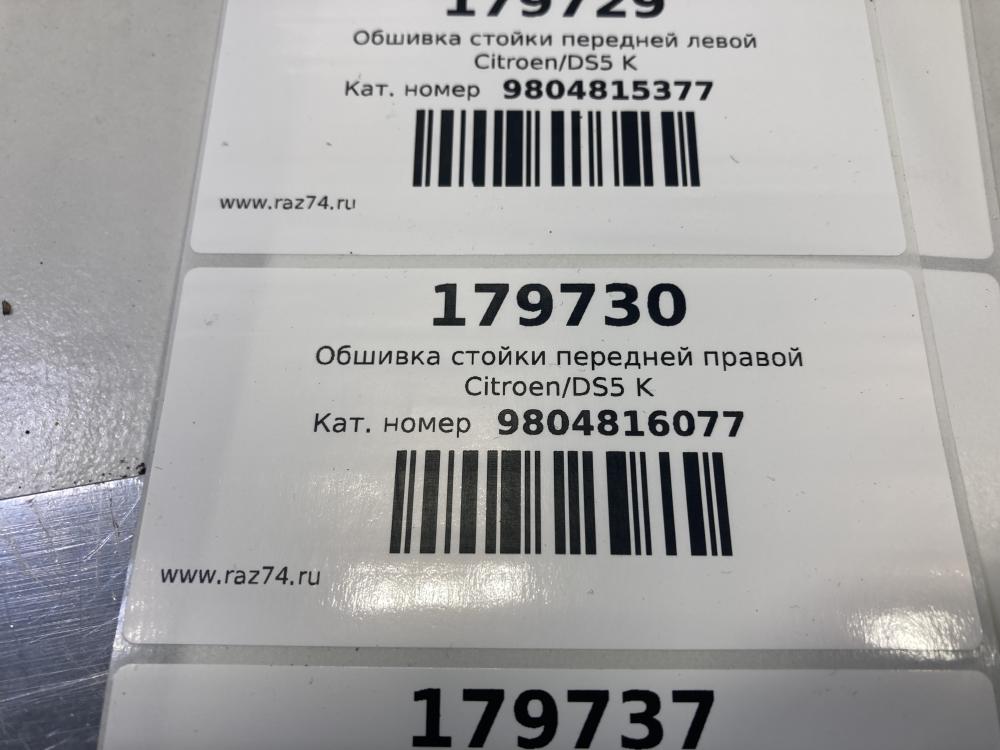 179729
Обшивка стойки передней левой
Citroen/DS5 K
Кат. номер 9804815377
www.raz74.ru
179730
Обшивка стойки передней правой
Citroen/DS5 K
Кат. номер 9804816077
www.raz74.ru
179737